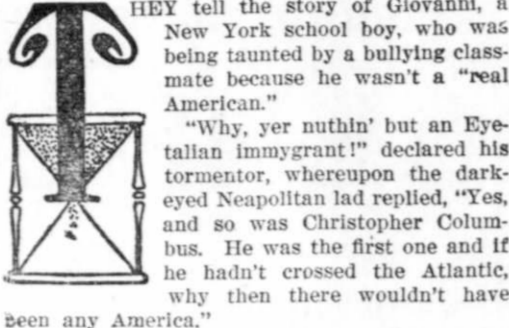 THEY tell the story of Giovanni, a
New York school boy, who was
being taunted by a bullying class-
mate because he wasn't a "real
American."
"Why, yer nuthin' but an Eye-
talian immygrant!" declared his
tormentor, whereupon the dark-
eyed Neapolitan lad replied, "Yes,
and so was Christopher Colum-
bus. He was the first one and if
he hadn't crossed the Atlantic,
why then there wouldn't have
been any America."